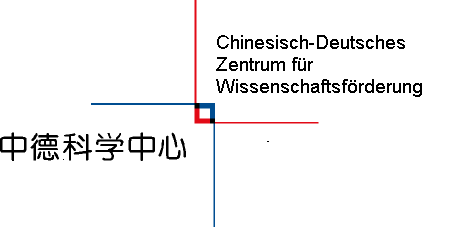 Chinesisch-Deutsches
Zentrum für
Wissenschaftsförderung
中德科学中心